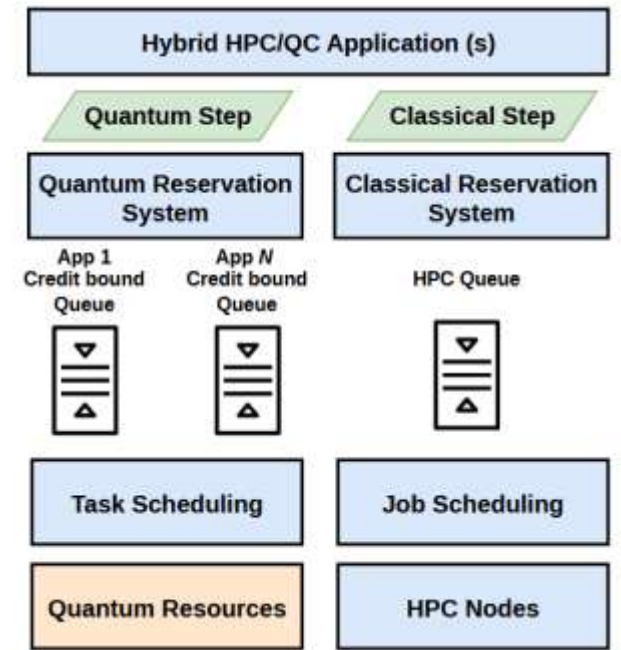 Hybrid HPC/QC Application (s)
Quantum Step
Classical Step
Quantum Reservation
System
Classical Reservation
System
App 1
Credit bound
Queue
App N
Credit bound
Queue
HPC Queue
Task Scheduling
Job Scheduling
Quantum Resources
HPC Nodes